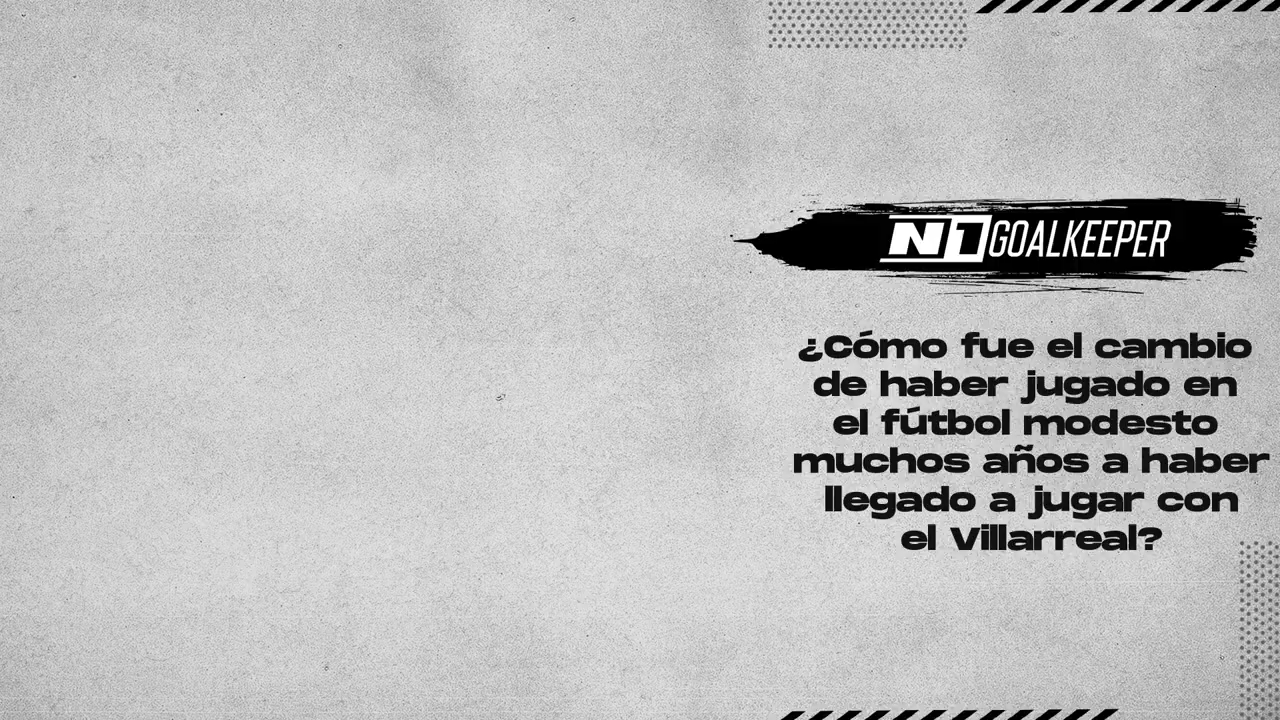 N1 GOALKEEPER
¿Cómo fue el cambio
de haber jugado en
el fútbol modesto
muchos años a haber
llegado a jugar con
el Villarreal?